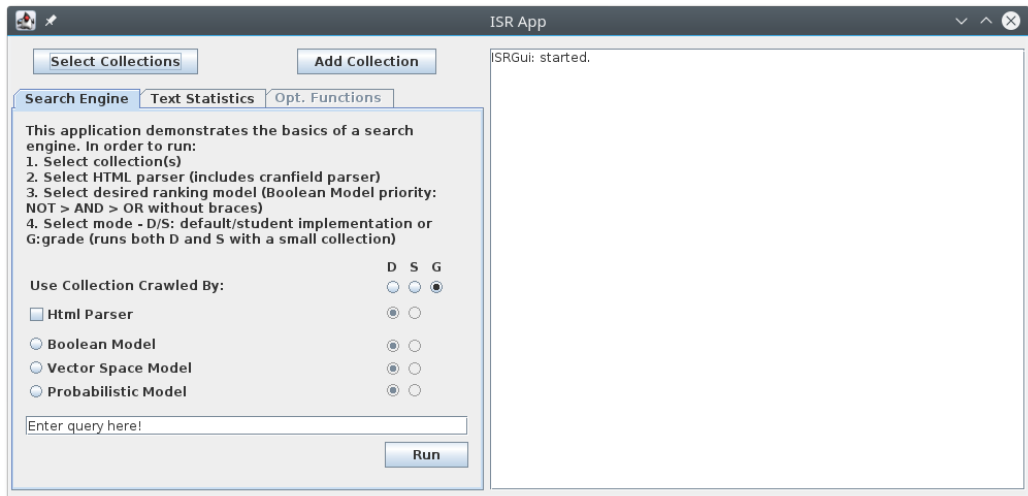 ISR App
Select Collections Add Collection
Search Engine Text Statistics Opt. Functions
This application demonstrates the basics of a search
engine. In order to run:
1. Select collection(s)
2. Select HTML parser (includes cranfield parser)
3. Select desired ranking model (Boolean Model priority:
NOT > AND > OR without braces)
4. Select mode - D/S: default/student implementation or
G:grade (runs both D and S with a small collection)
D S G
Use Collection Crawled By:
Html Parser
Boolean Model
Vector Space Model
Probabilistic Model
Enter query here!
Run
ISRGui: started.